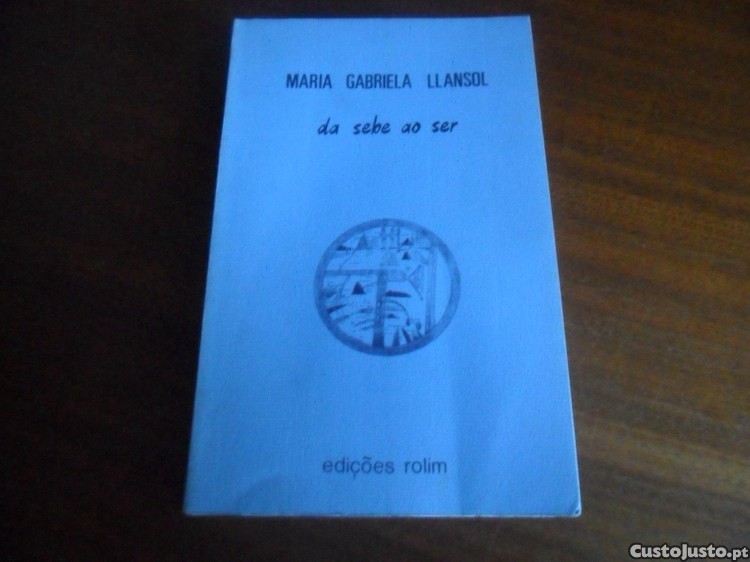 MARIA GABRIELA LLANSOL
da sebe ao ser
edições rolim
CustoJusto.pt